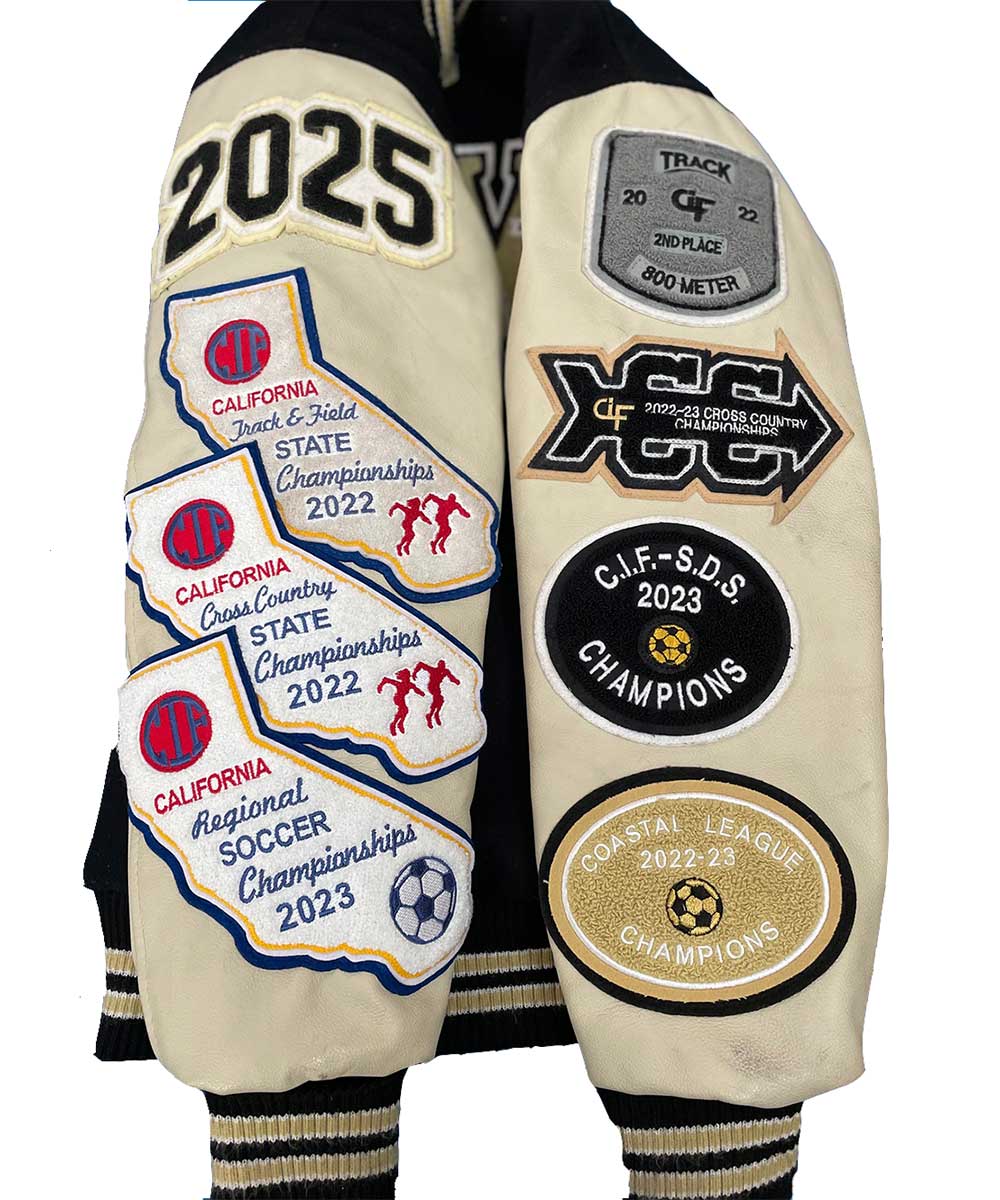 2025
CIF
CALIFORNIA
Track & Field
STATE
Championships
2022
CIF
CALIFORNIA
Cross Country
STATE
Championships
2022
CIF
CALIFORNIA
Regional
SOCCER
Championships
2023
TRACK
20 CIF 22
2ND PLACE
800 METER
CC
CIF 2022-23 CROSS COUNTRY
CHAMPIONSHIPS
C.I.F.-S.D.S.
2023
CHAMPIONS
COASTAL LEAGUE
2022-23
CHAMPIONS